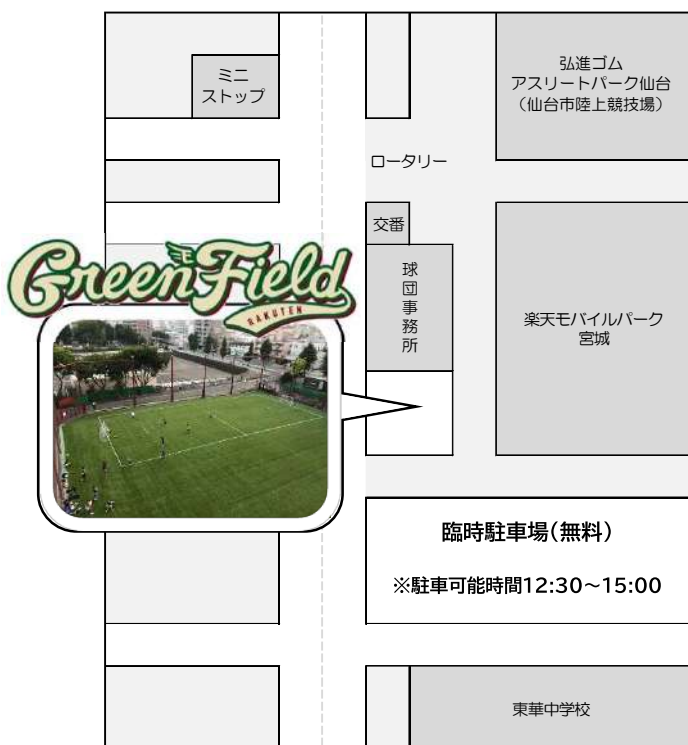 ミニ
ストップ
弘進ゴム
アスリートパーク仙台
（仙台市陸上競技場）
ロータリー
交番
球
団
事
務
所
楽天モバイルパーク
宮城
Green Field
RAKUTEN
臨時駐車場（無料）
※駐車可能時間12:30～15:00
東華中学校